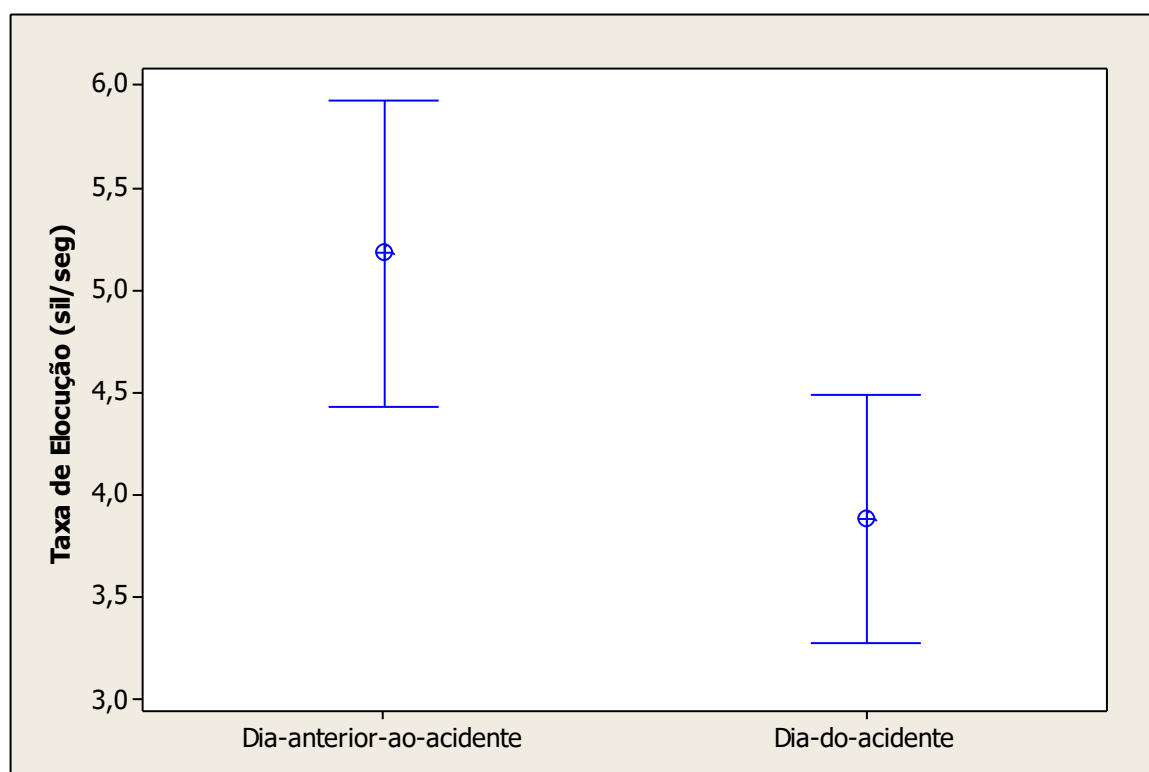 6,0
5,5
5,0
4,5
4,0
3,5
3,0
Taxa de Elocução (sil/seg)
Dia-anterior-ao-acidente
Dia-do-acidente